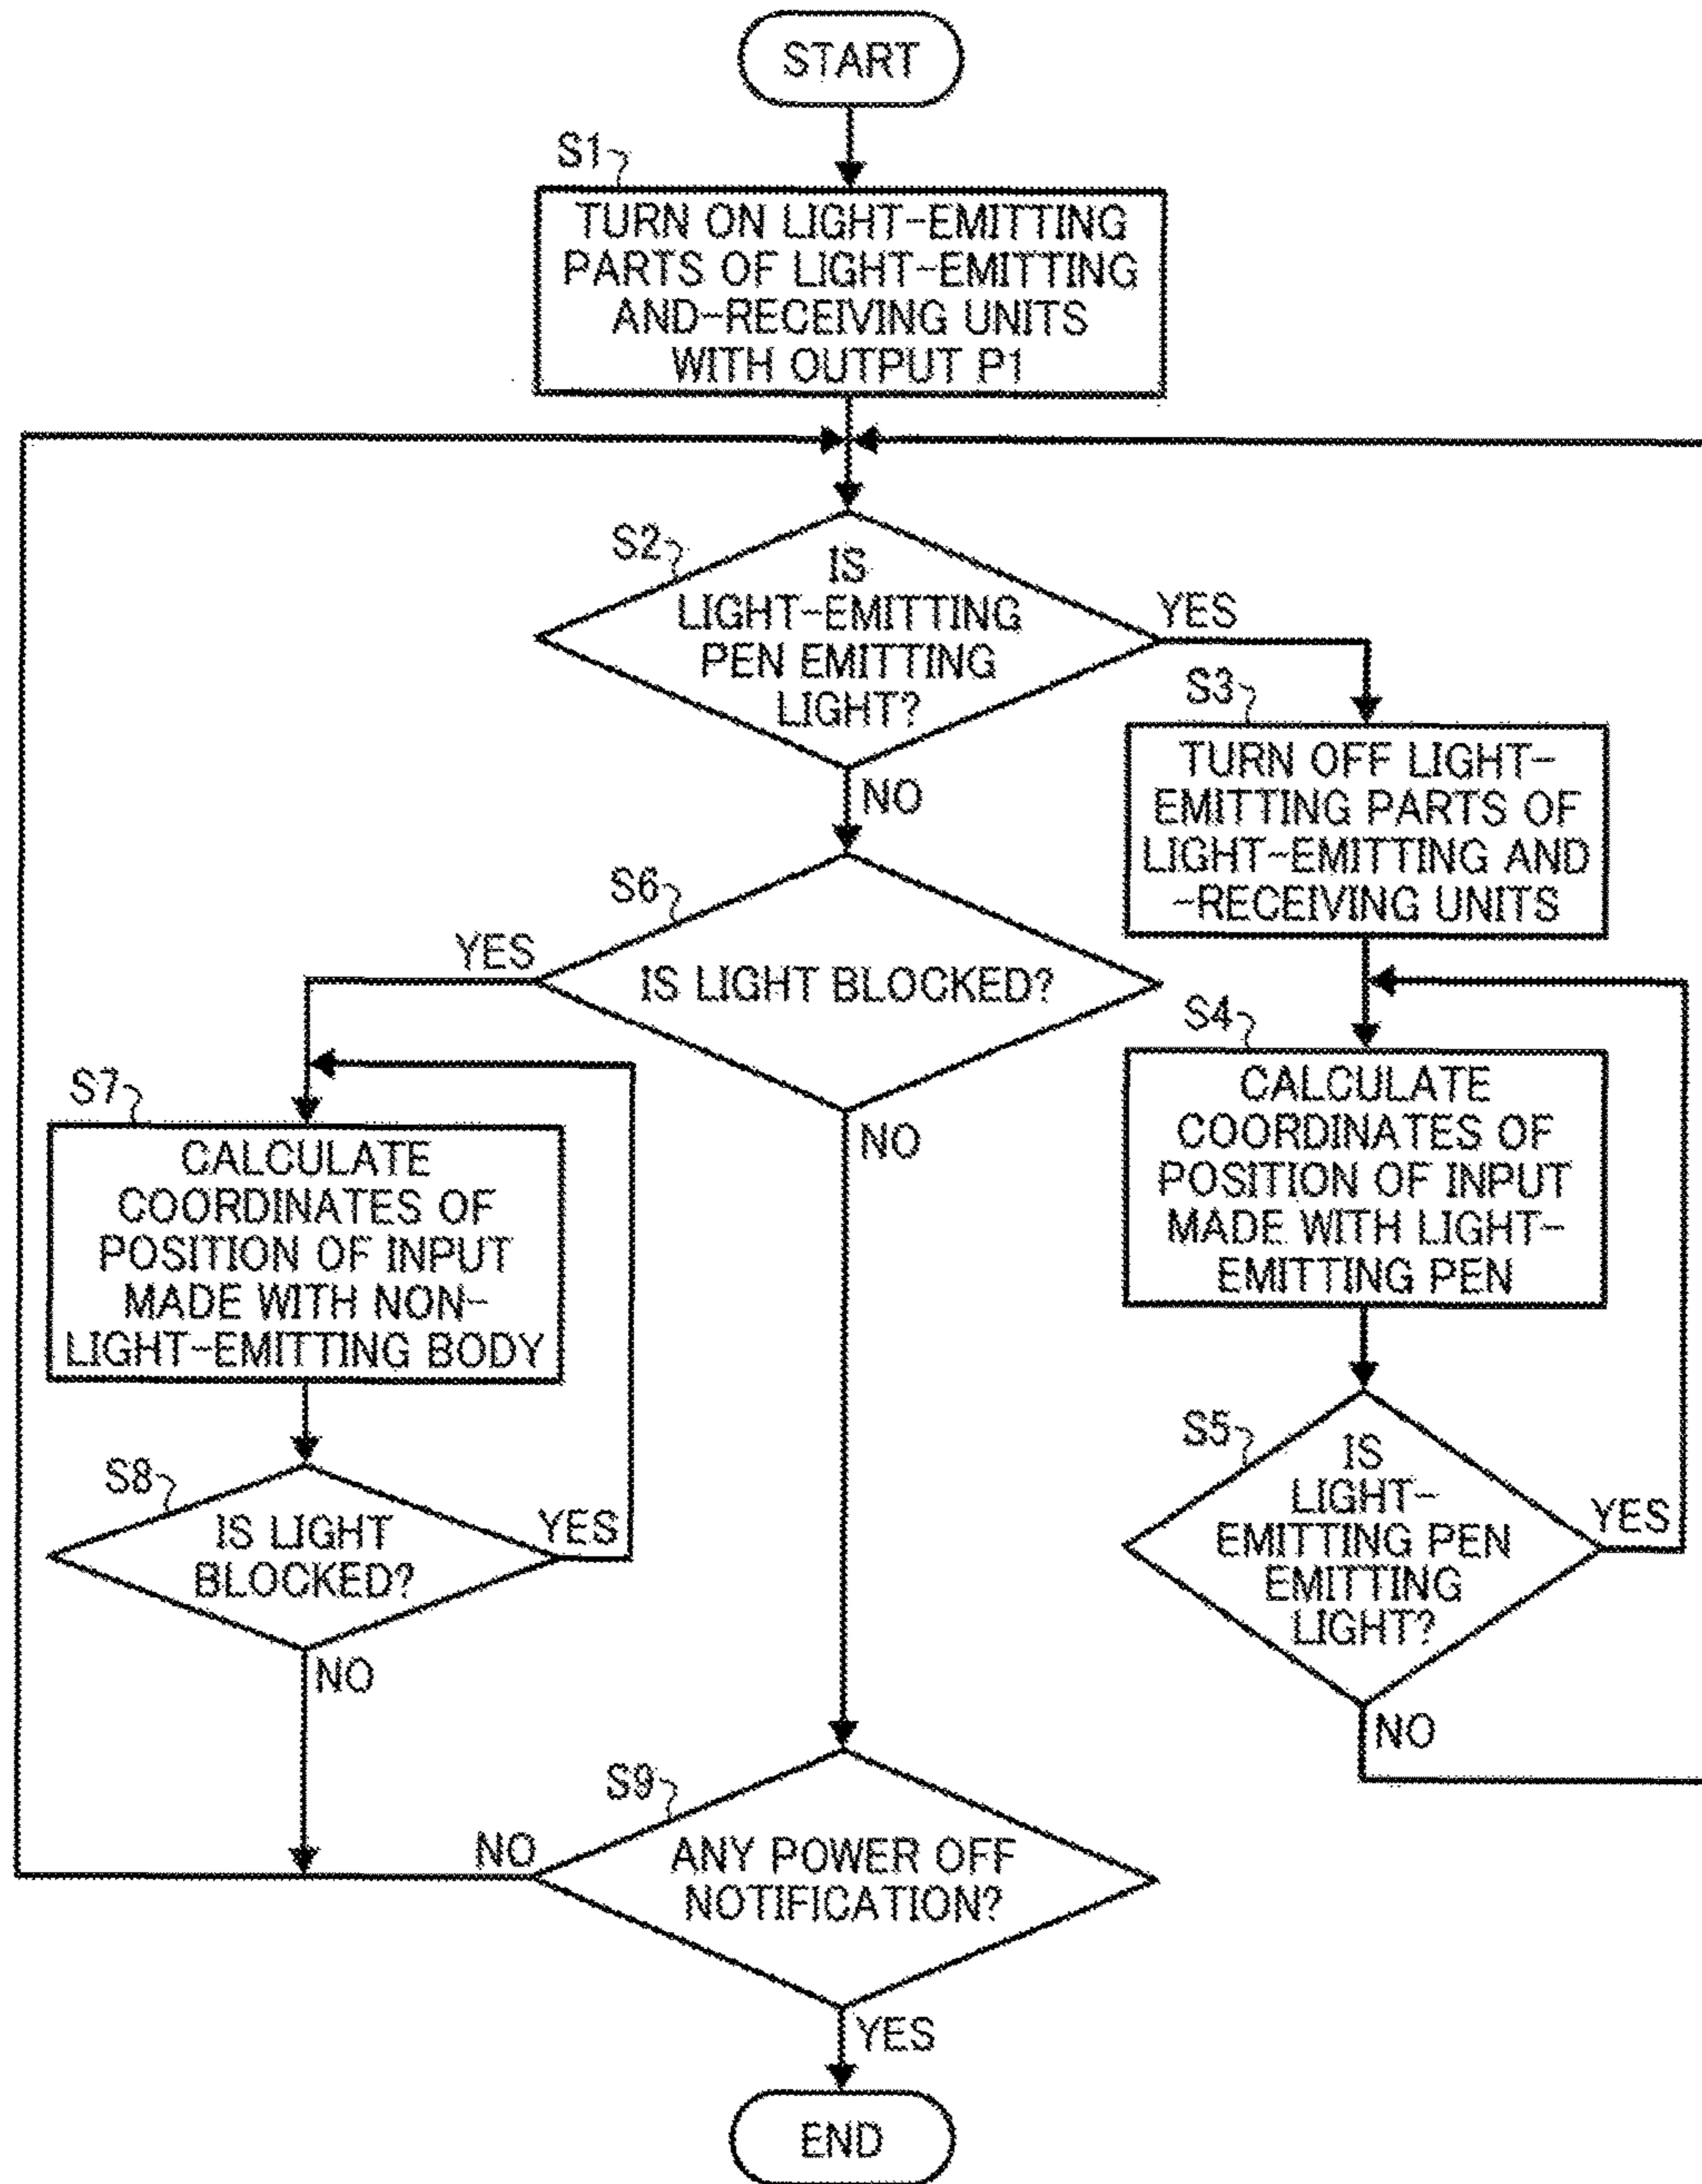 START
S1
TURN ON LIGHT-EMITTING
PARTS OF LIGHT-EMITTING
AND-RECEIVING UNITS
WITH OUTPUT P1
S2
IS
LIGHT-EMITTING
PEN EMITTING
LIGHT?
YES
NO
S3
TURN OFF LIGHT-
EMITTING PARTS OF
LIGHT-EMITTING AND
-RECEIVING UNITS
S6
YES
IS LIGHT BLOCKED?
NO
S4
CALCULATE
COORDINATES OF
POSITION OF INPUT
MADE WITH LIGHT-
EMITTING PEN
S7
CALCULATE
COORDINATES OF
POSITION OF INPUT
MADE WITH NON-
LIGHT-EMITTING BODY
S5
IS
LIGHT-
EMITTING PEN
EMITTING
LIGHT?
YES
NO
S8
IS LIGHT
BLOCKED?
YES
NO
S9
NO
ANY POWER OFF
NOTIFICATION?
YES
END